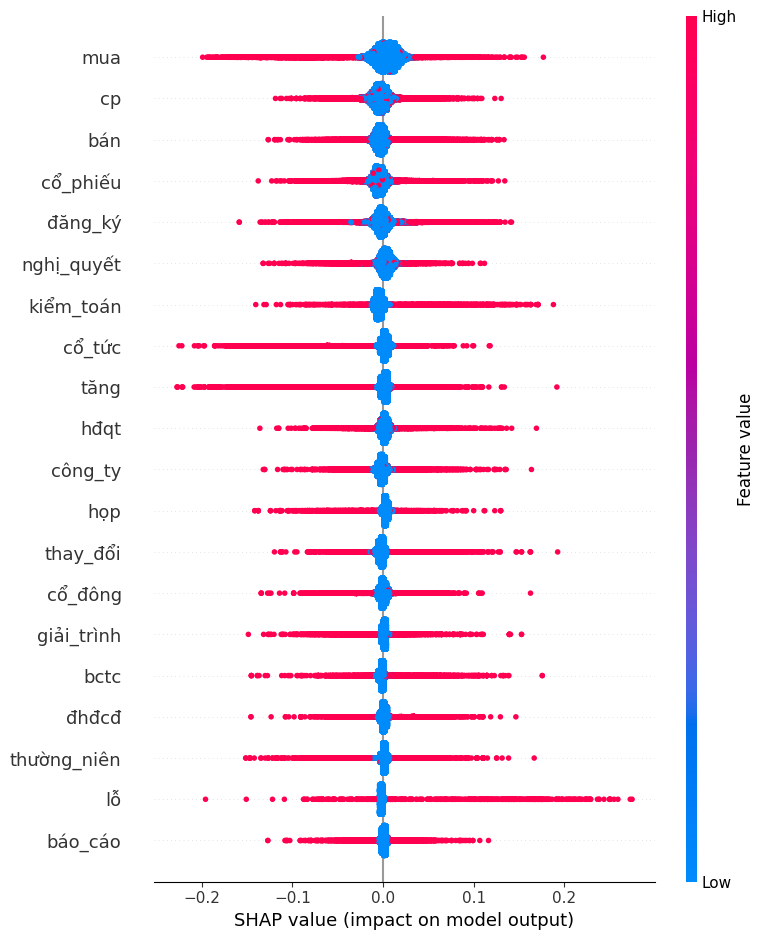 High
mua
cp
bán
cổ_phiếu
đăng_ký
nghị_quyết
kiểm_toán
cổ_tức
tăng
hđqt
công_ty
họp
thay_đổi
cổ_đông
giải_trình
bctc
đhđcđ
thường_niên
lỗ
báo_cáo
Feature value
Low
−0.2 −0.1 0.0 0.1 0.2
SHAP value (impact on model output)